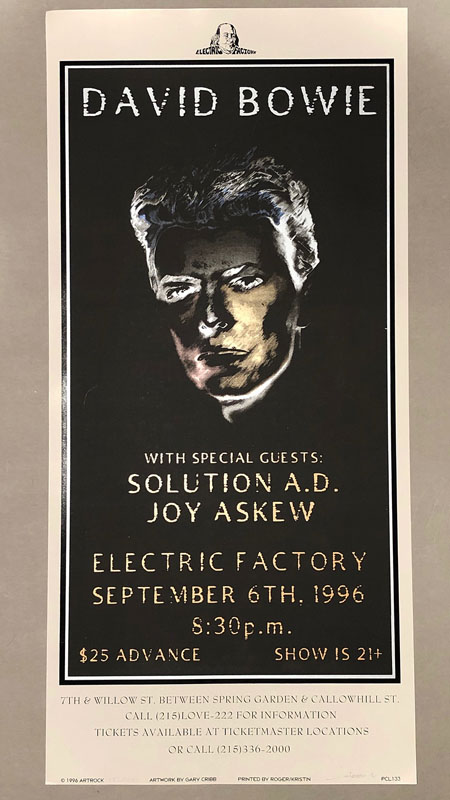 ELECTRIC FACTORY
DAVID BOWIE
WITH SPECIAL GUESTS:
SOLUTION A.D.
JOY ASKEW
ELECTRIC FACTORY
SEPTEMBER 6TH, 1996
8:30p.m.
$25 ADVANCE SHOW IS 21+
7TH & WILLOW ST. BETWEEN SPRING GARDEN & CALLOWHILL ST.
CALL (215)LOVE-222 FOR INFORMATION
TICKETS AVAILABLE AT TICKETMASTER LOCATIONS
OR CALL (215)336-2000
© 1996 ARTROCK ARTWORK BY GARY CRIBB PRINTED BY ROGER/KRISTIN PCL133